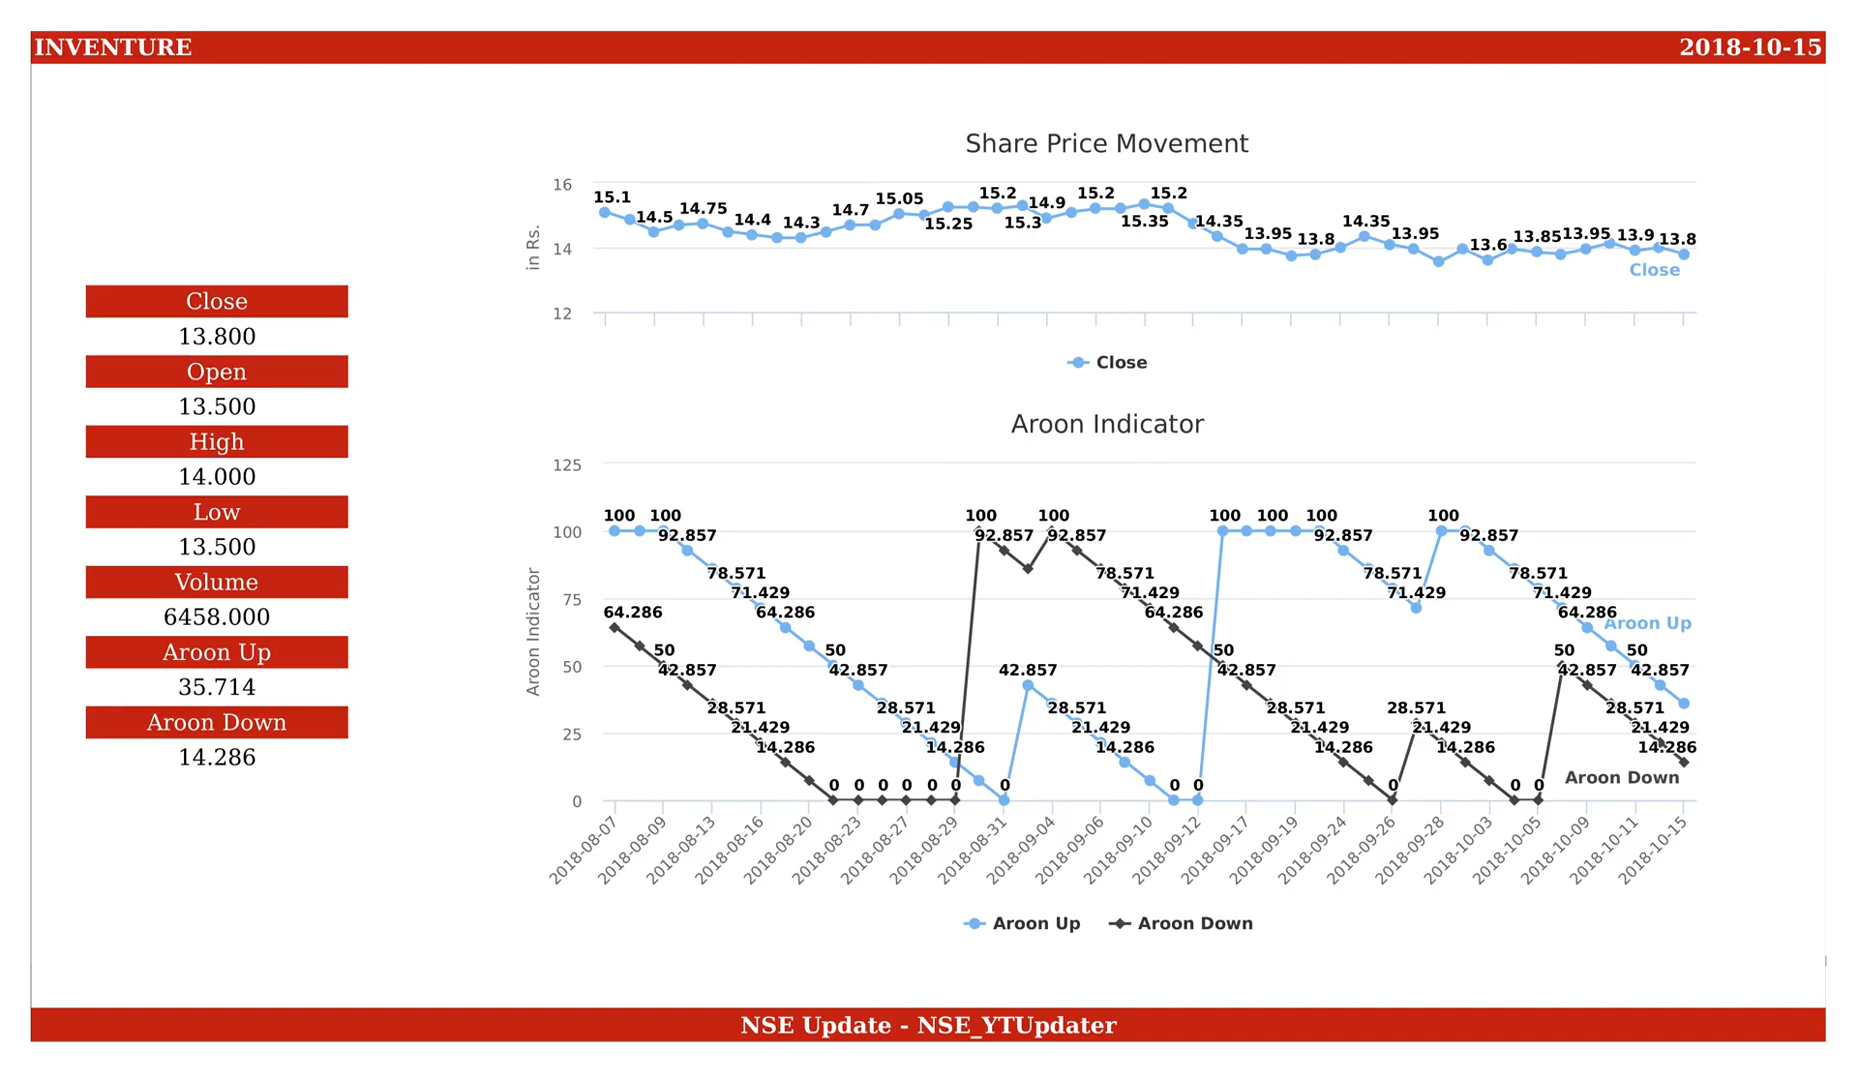 INVENTURE
2018-10-15
Close
13.800
Open
13.500
High
14.000
Low
13.500
Volume
6458.000
Aroon Up
35.714
Aroon Down
14.286
Share Price Movement
in Rs.
16
14
12
15.1
14.5
14.75
14.4
14.3
14.7
15.05
15.25
15.2
15.3
14.9
15.2
15.35
15.2
14.35
13.95
13.8
14.35
13.95
13.6
13.85
13.95
13.9
13.8
Close
Close
Aroon Indicator
Aroon Indicator
125
100
75
50
25
0
100 100 100 100 100 100 100 100
92.857 92.857 92.857 92.857 92.857
78.571 78.571 78.571 78.571
71.429 71.429 71.429 71.429
64.286 64.286 64.286 64.286
Aroon Up
50 50 50 50 50
42.857 42.857 42.857 42.857 42.857 42.857
28.571 28.571 28.571 28.571 28.571 28.571
21.429 21.429 21.429 21.429 21.429 21.429
14.286 14.286 14.286 14.286 14.286 14.286
Aroon Down
0 0 0 0 0 0 0 0 0 0 0 0
2018-08-07
2018-08-09
2018-08-13
2018-08-16
2018-08-20
2018-08-23
2018-08-27
2018-08-29
2018-08-31
2018-09-04
2018-09-06
2018-09-10
2018-09-12
2018-09-17
2018-09-19
2018-09-24
2018-09-26
2018-09-28
2018-10-03
2018-10-05
2018-10-09
2018-10-11
2018-10-15
Aroon Up Aroon Down
NSE Update - NSE_YTUpdater